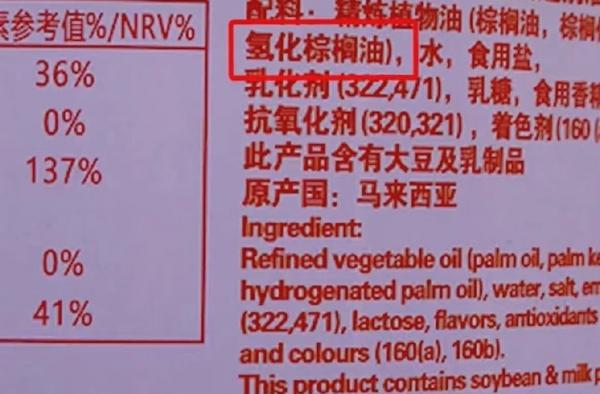 素参考值%/NRV%
36%
0%
137%
0%
41%
配料：精炼植物油 (棕榈油，棕榈
氢化棕榈油)，水，食用盐，
乳化剂 (322,471)，乳糖，食用香精
抗氧化剂 (320,321)，着色剂 (160
此产品含有大豆及乳制品
原产国：马来西亚
Ingredient:
Refined vegetable oil (palm oil, palm ke
hydrogenated palm oil), water, salt, em
(322,471), lactose, flavors, antioxidants
and colours (160(a), 160b).
This product contains soybean & milk p